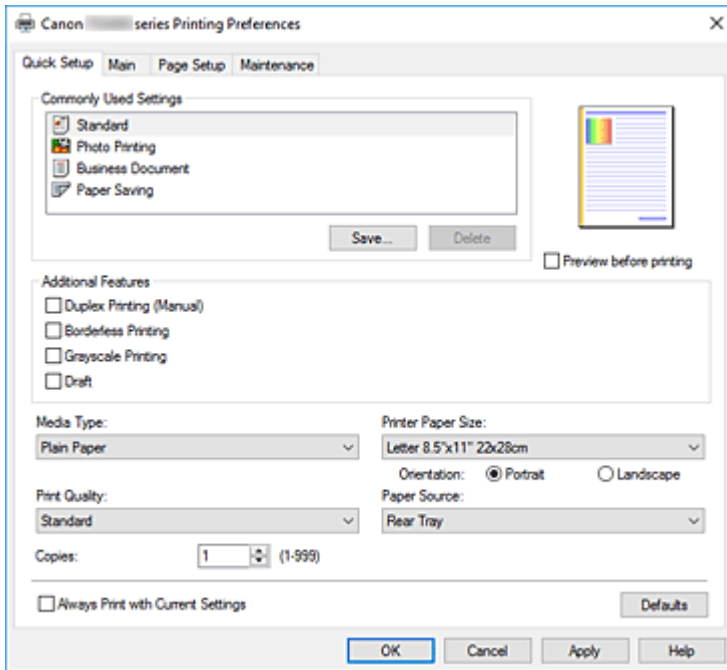 Canon series Printing Preferences
Quick Setup Main Page Setup Maintenance
Commonly Used Settings
Standard
Photo Printing
Business Document
Paper Saving
Save... Delete
Preview before printing
Additional Features
Duplex Printing (Manual)
Borderless Printing
Grayscale Printing
Draft
Media Type: Printer Paper Size:
Plain Paper Letter 8.5"x11" 22x28cm
Orientation: Portrait Landscape
Print Quality: Paper Source:
Standard Rear Tray
Copies: 1 (1-999)
Always Print with Current Settings Defaults
OK Cancel Apply Help